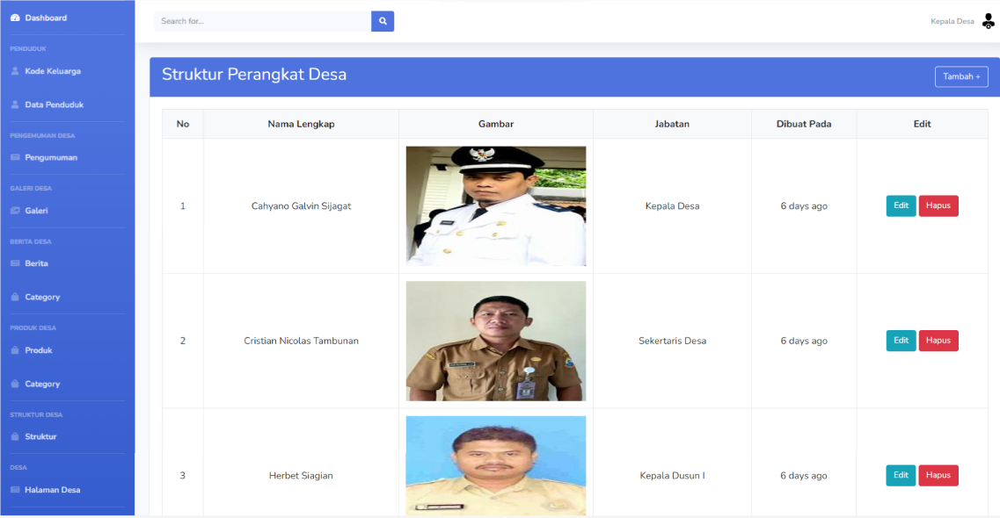 Dashboard
PENDUDUK
Kode Keluarga
Data Penduduk
PENGEMUMAN DESA
Pengumuman
GALERI DESA
Galeri
BERITA DESA
Berita
Category
PRODUK DESA
Produk
Category
STRUKTUR DESA
Struktur
DESA
Halaman Desa
Search for...
Kepala Desa
Struktur Perangkat Desa
Tambah +
No Nama Lengkap Gambar Jabatan Dibuat Pada Edit
1 Cahyano Galvin Sijagat Kepala Desa 6 days ago Edit Hapus
2 Cristian Nicolas Tambunan Sekertaris Desa 6 days ago Edit Hapus
3 Herbet Siagian Kepala Dusun I 6 days ago Edit Hapus